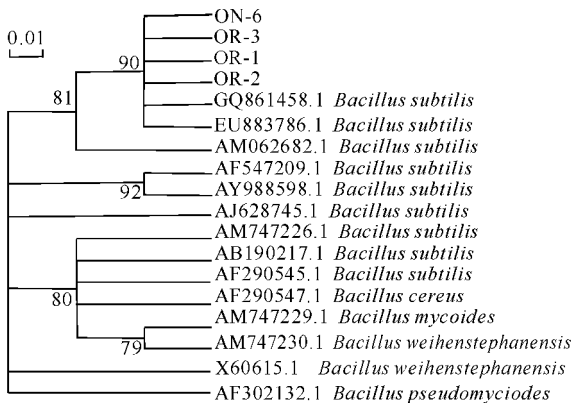 ON-6
0.01
OR-3
90
OR-1
OR-2
81
GQ861458.1 Bacillus subtilis
EU883786.1 Bacillus subtilis
AM062682.1 Bacillus subtilis
AF547209.1 Bacillus subtilis
92
AY988598.1 Bacillus subtilis
AJ628745.1 Bacillus subtilis
AM747226.1 Bacillus subtilis
AB190217.1 Bacillus subtilis
AF290545.1 Bacillus subtilis
80
AF290547.1 Bacillus cereus
AM747229.1 Bacillus mycoides
79
AM747230.1 Bacillus weihenstephanensis
X60615.1 Bacillus weihenstephanensis
AF302132.1 Bacillus pseudomyciodes